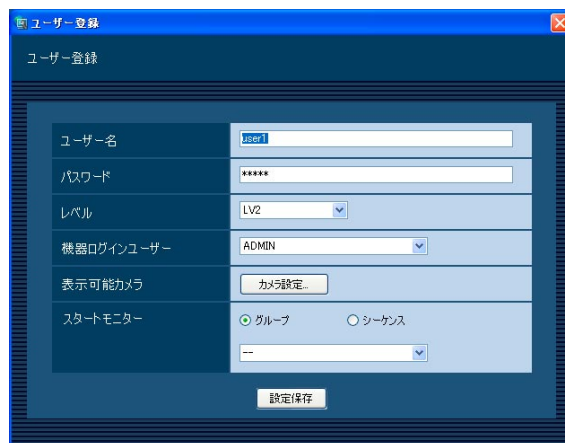 ユーザー登録
ユーザー登録
ユーザー名 user1
パスワード *****
レベル LV2
機器ログインユーザー ADMIN
表示可能カメラ カメラ設定...
スタートモニター グループ シーケンス
--
設定保存